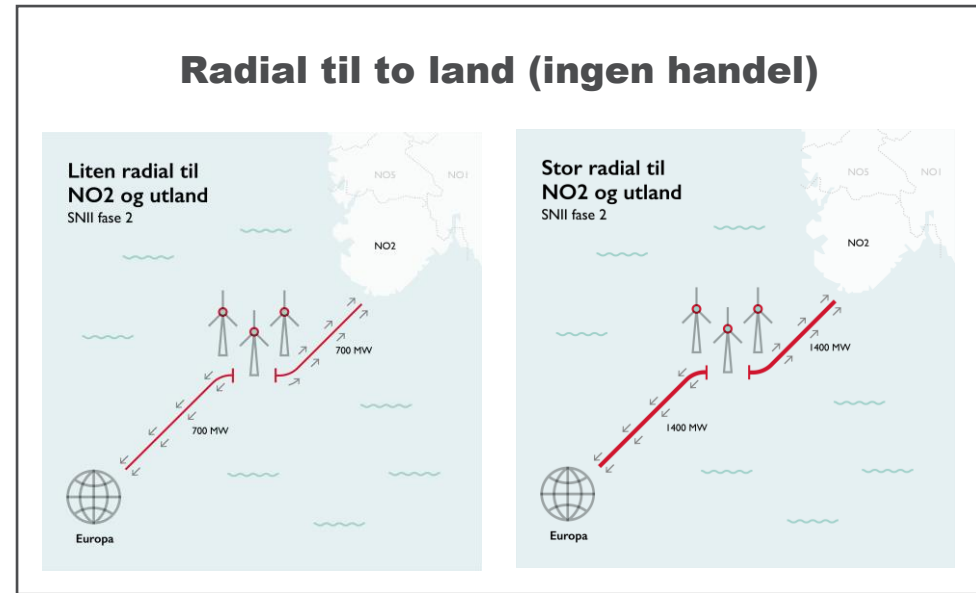 Radial til to land (ingen handel)
Liten radial til
NO2 og utland
SNII fase 2
NO5
NO1
NO2
700 MW
700 MW
Europa
Stor radial til
NO2 og utland
SNII fase 2
NO5
NO1
NO2
1400 MW
1400 MW
Europa